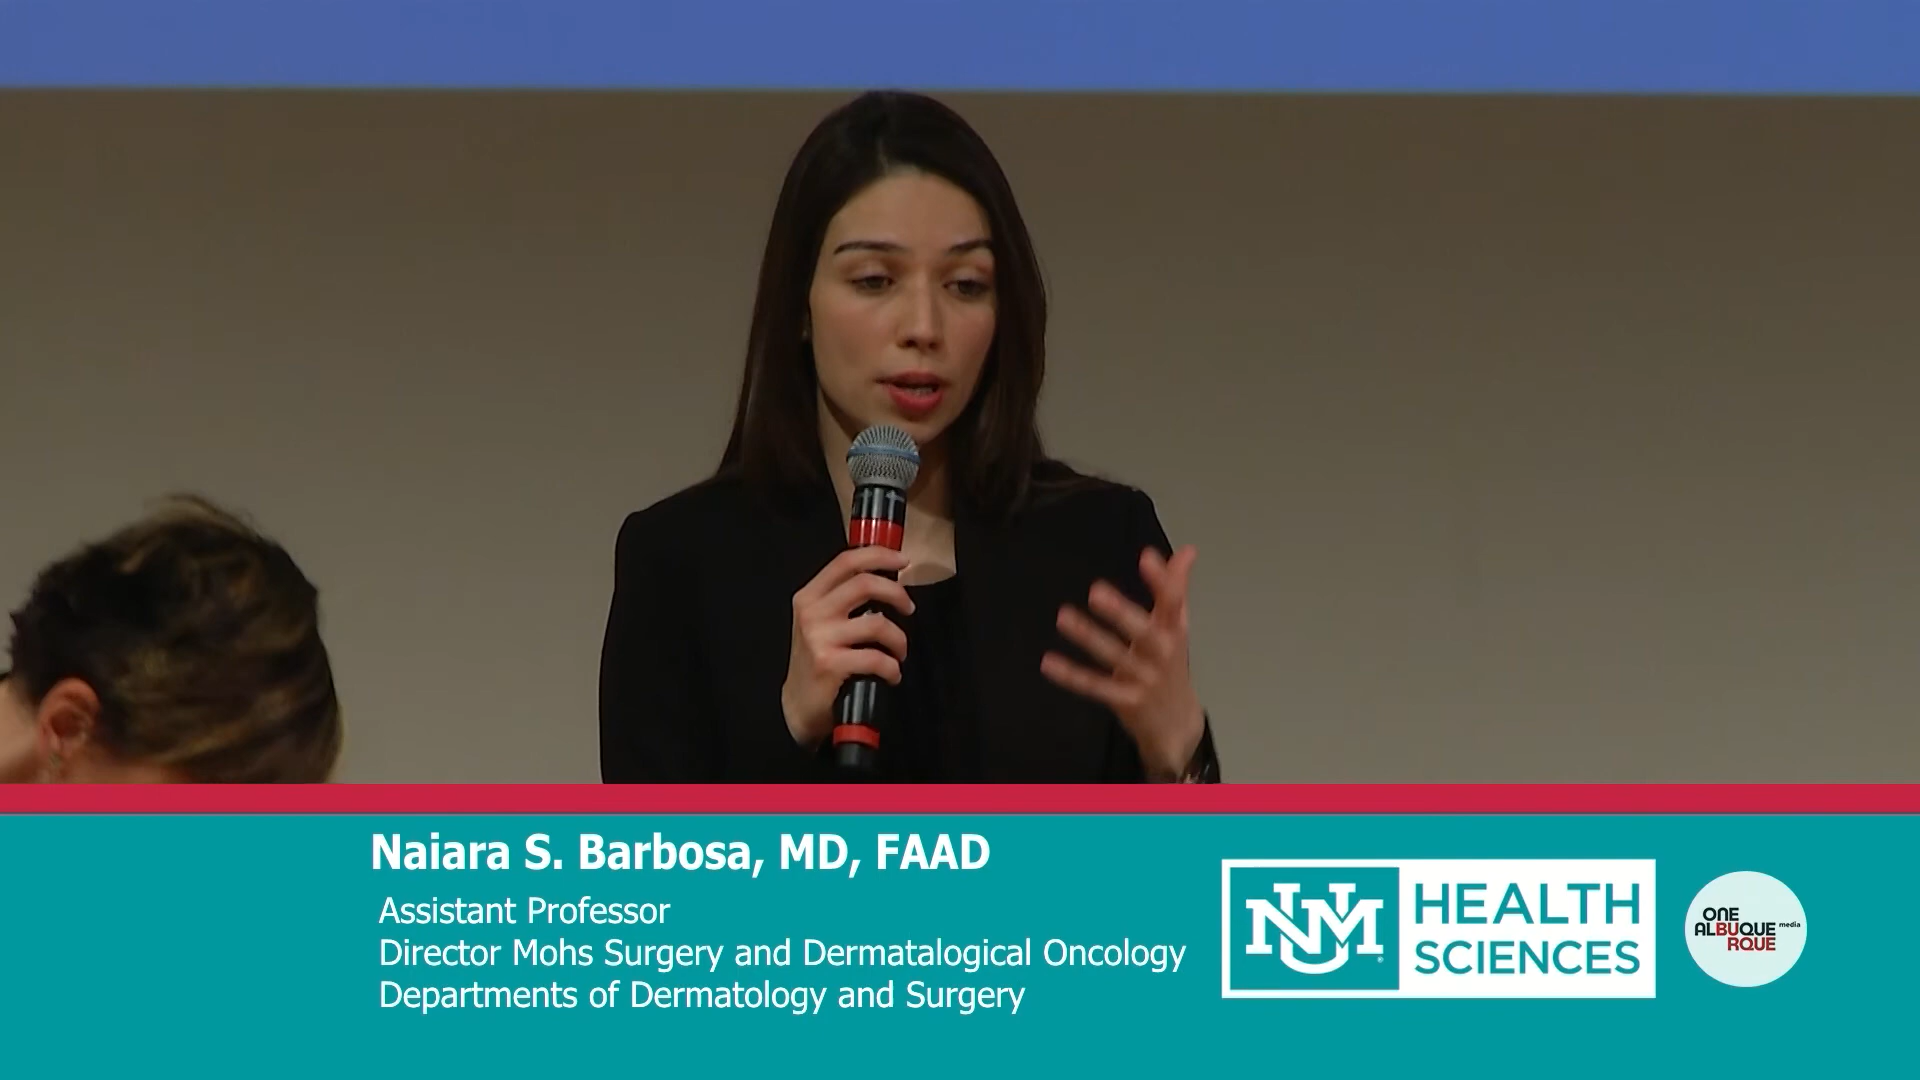 Naiara S. Barbosa, MD, FAAD
Assistant Professor
Director Mohs Surgery and Dermatalogical Oncology
Departments of Dermatology and Surgery
UNM
HEALTH
SCIENCES
ONE
ALBUQUE media
RQUE